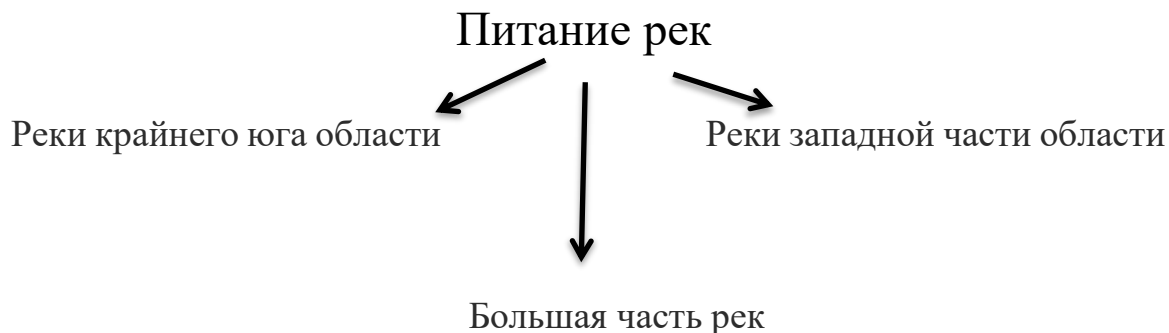 Питание рек
Реки крайнего юга области
Реки западной части области
Большая часть рек